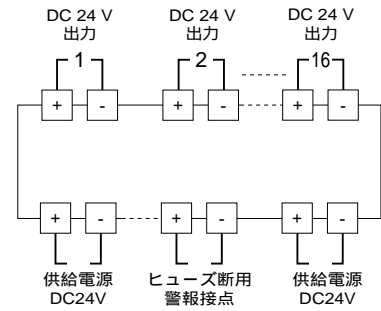 DC 24 V DC 24 V DC 24 V
出力 出力 出力
1 2 16
+ - + - + -
+ - + - + -
供給電源 ヒューズ断用 供給電源
DC24V 警報接点 DC24V